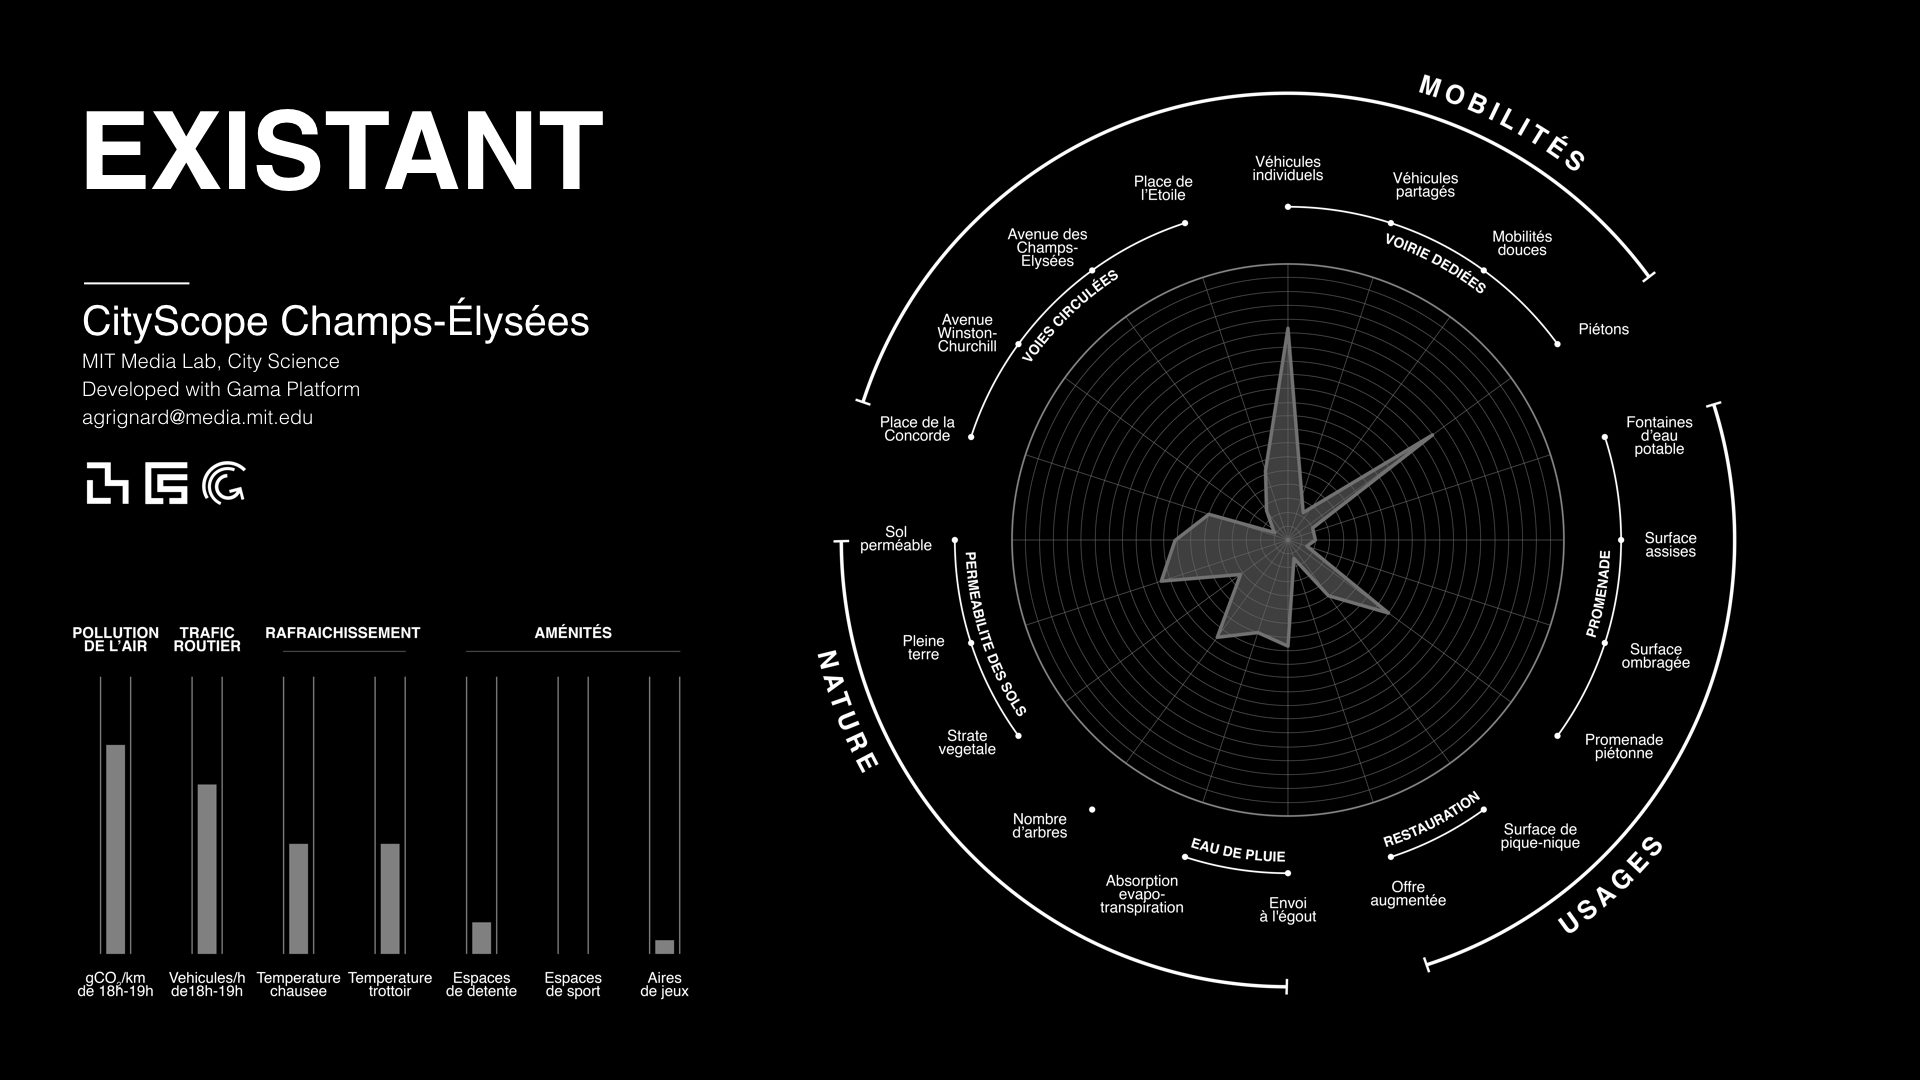 EXISTANT
CityScope Champs-Élysées
MIT Media Lab, City Science
Developed with Gama Platform
agrignard@media.mit.edu
POLLUTION
DE L'AIR
TRAFIC
ROUTIER
RAFRAICHISSEMENT
AMÉNITÉS
gCO₂/km
de 18h-19h
Vehicules/h
de18h-19h
Temperature
chausee
Temperature
trottoir
Espaces
de detente
Espaces
de sport
Aires
de jeux
MOBILITÉS
Véhicules
individuels
Véhicules
partagés
Mobilités
douces
Piétons
VOIRIE DEDIÉES
Place de
l'Etoile
Avenue des
Champs-
Elysées
Avenue
Winston-
Churchill
Place de la
Concorde
VOIES CIRCULÉES
Fontaines
d'eau
potable
Surface
assises
Surface
ombragée
Promenade
piétonne
PROMENADE
Surface de
pique-nique
Offre
augmentée
RESTAURATION
USAGES
Envoi
à l'égout
Absorption
evapo-
transpiration
EAU DE PLUIE
Nombre
d'arbres
Strate
vegetale
Pleine
terre
Sol
perméable
PERMEABILITE DES SOLS
NATURE